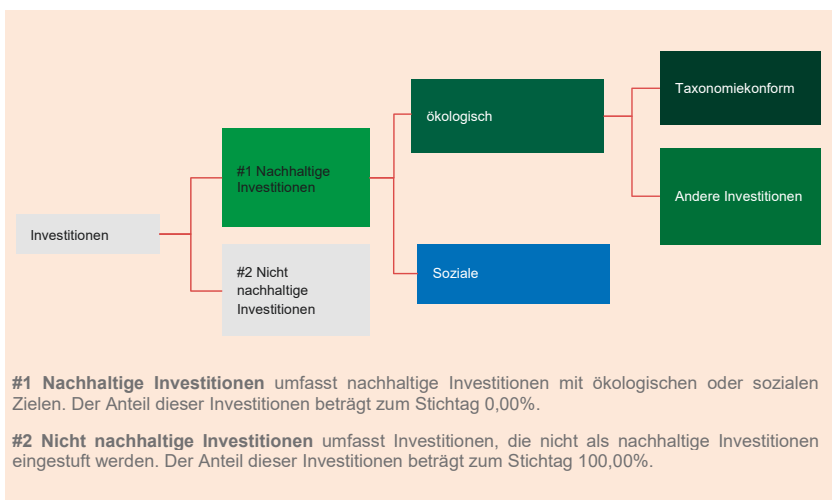 Taxonomiekonform
ökologisch
#1 Nachhaltige
Investitionen
Andere Investitionen
Investitionen
#2 Nicht
nachhaltige
Investitionen
Soziale
#1 Nachhaltige Investitionen umfasst nachhaltige Investitionen mit ökologischen oder sozialen
Zielen. Der Anteil dieser Investitionen beträgt zum Stichtag 0,00%.
#2 Nicht nachhaltige Investitionen umfasst Investitionen, die nicht als nachhaltige Investitionen
eingestuft werden. Der Anteil dieser Investitionen beträgt zum Stichtag 100,00%.